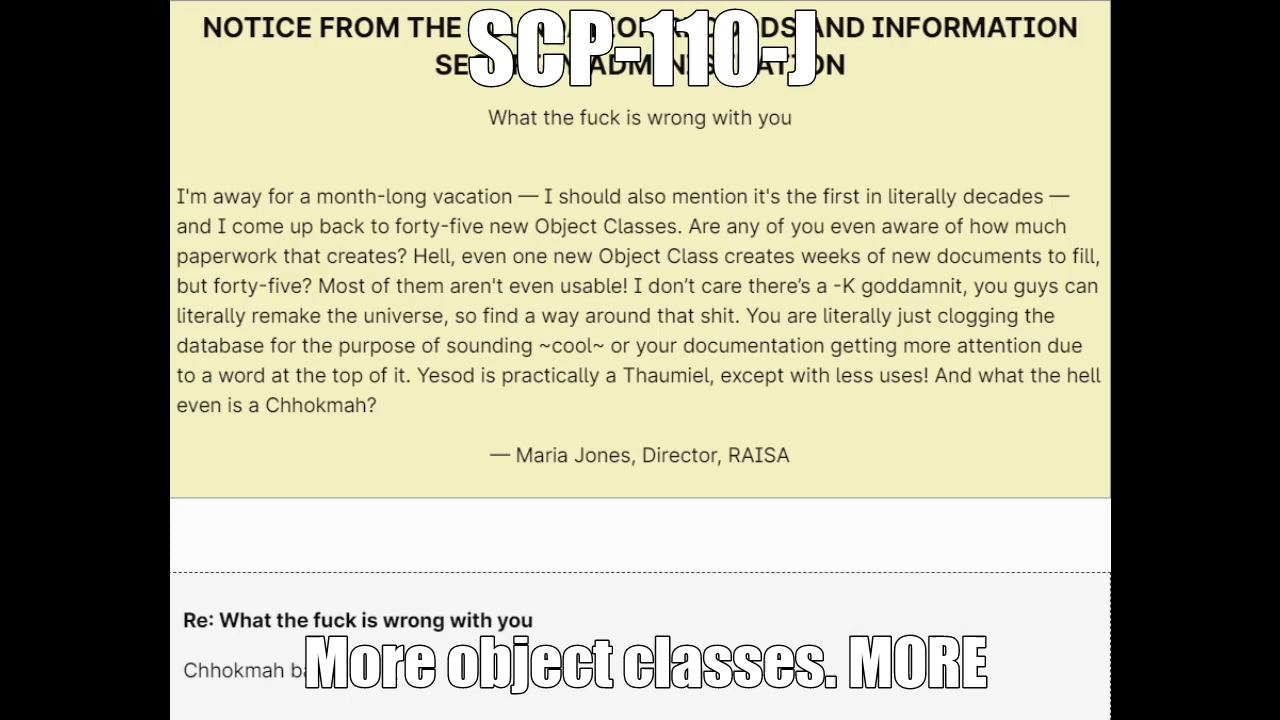 NOTICE FROM THE AND INFORMATION
SCP-110-J
What the fuck is wrong with you
I'm away for a month-long vacation — I should also mention it's the first in literally decades —
and I come up back to forty-five new Object Classes. Are any of you even aware of how much
paperwork that creates? Hell, even one new Object Class creates weeks of new documents to fill,
but forty-five? Most of them aren't even usable! I don’t care there’s a -K goddamnit, you guys can
literally remake the universe, so find a way around that shit. You are literally just clogging the
database for the purpose of sounding ~cool~ or your documentation getting more attention due
to a word at the top of it. Yesod is practically a Thaumiel, except with less uses! And what the hell
even is a Chhokmah?
— Maria Jones, Director, RAISA
Re: What the fuck is wrong with you
Chhokmah
More object classes. MORE